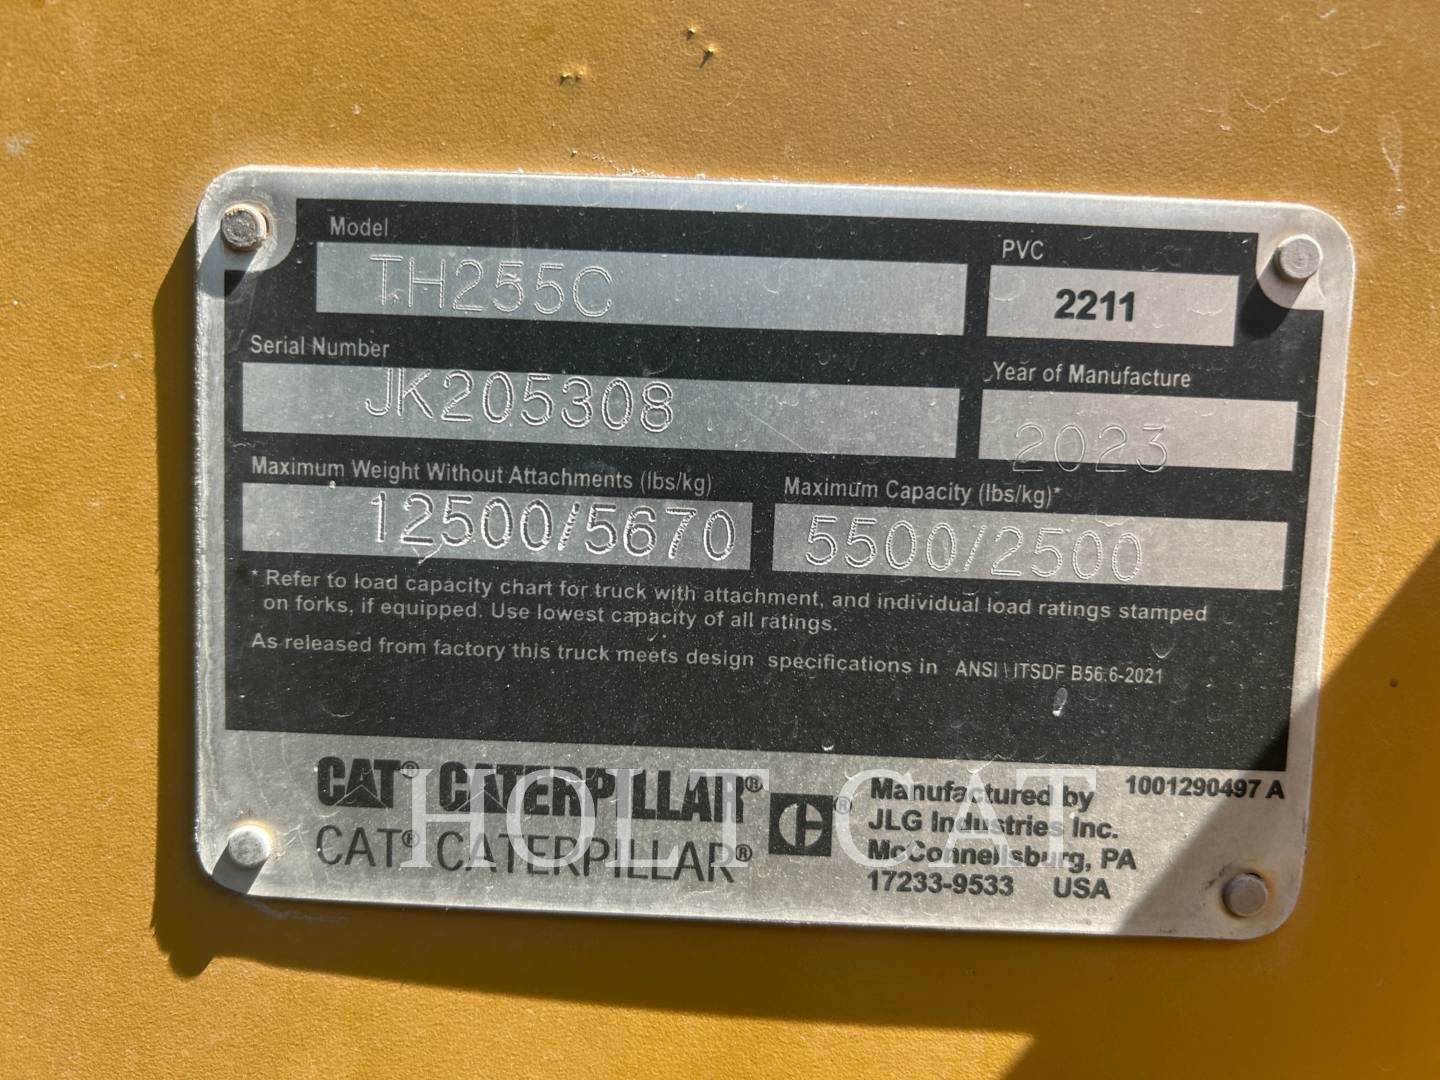 Model
TH255C
PVC
2211
Serial Number
JK205308
Year of Manufacture
2023
Maximum Weight Without Attachments (lbs/kg)
12500/5670
Maximum Capacity (lbs/kg)*
5500/2500
* Refer to load capacity chart for truck with attachment, and individual load ratings stamped
on forks, if equipped. Use lowest capacity of all ratings.
As released from factory this truck meets design specifications in ANSI \ ITSDF B56.6-2021
CAT® CATERPILLAR®
CAT® CATERPILLAR®
®
Manufactured by
JLG Industries Inc.
McConnellsburg, PA
17233-9533 USA
1001290497 A
HOLT CAT